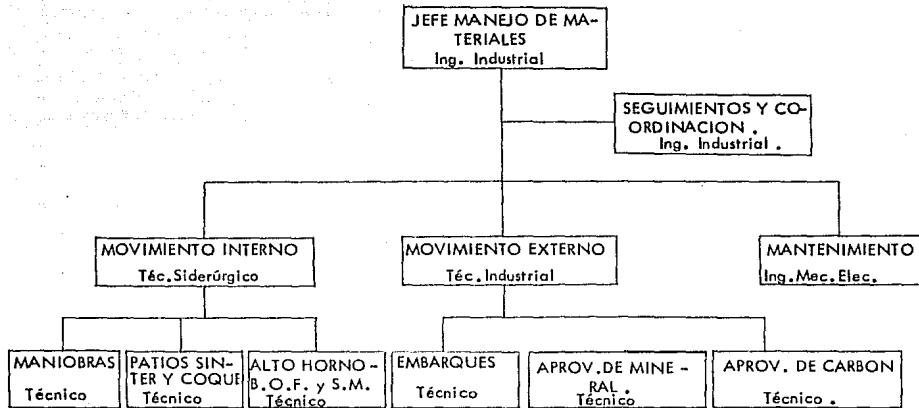 JEFE MANEJO DE MA-
TERIALES
Ing. Industrial
SEGUIMIENTOS Y CO-
ORDINACION .
Ing. Industrial .
MOVIMIENTO INTERNO
Téc.Siderúrgico
MOVIMIENTO EXTERNO
Téc.Industrial
MANTENIMIENTO
Ing.Mec.Elec.
MANIOBRAS
Técnico
PATIOS SIN-
TER Y COQUE
Técnico
ALTO HORNO-
B.O.F. y S.M.
Técnico
EMBARQUES
Técnico
APROV.DE MINE-
RAL .
Técnico
APROV. DE CARBON
Técnico .